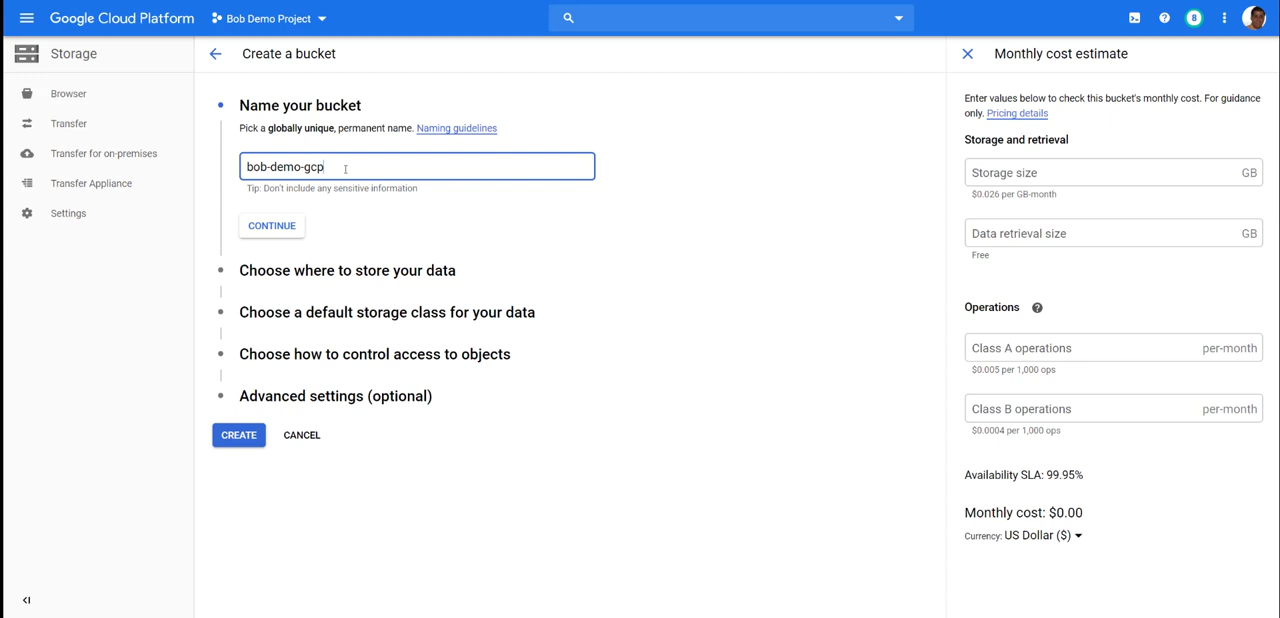 Google Cloud Platform
Bob Demo Project
8
Storage
Create a bucket
Monthly cost estimate
Browser
Transfer
Transfer for on-premises
Transfer Appliance
Settings
Name your bucket
Pick a globally unique, permanent name. Naming guidelines
bob-demo-gcp
Tip: Don't include any sensitive information
CONTINUE
Choose where to store your data
Choose a default storage class for your data
Choose how to control access to objects
Advanced settings (optional)
CREATE CANCEL
Enter values below to check this bucket's monthly cost. For guidance
only. Pricing details
Storage and retrieval
Storage size GB
$0.026 per GB-month
Data retrieval size GB
Free
Operations
Class A operations per-month
$0.005 per 1,000 ops
Class B operations per-month
$0.0004 per 1,000 ops
Availability SLA: 99.95%
Monthly cost: $0.00
Currency: US Dollar ($)